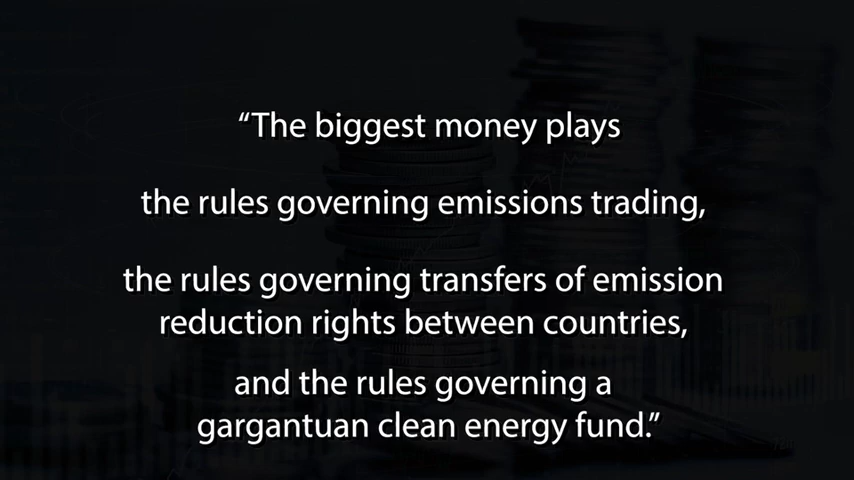 “The biggest money plays
the rules governing emissions trading,
the rules governing transfers of emission
reduction rights between countries,
and the rules governing a
gargantuan clean energy fund.”